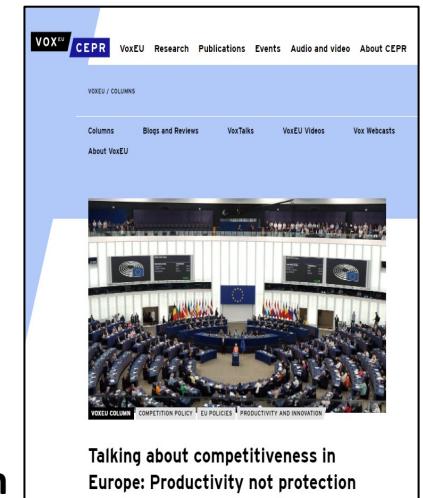 VOX EU CEPR VoxEU Research Publications Events Audio and video About CEPR
VOXEU / COLUMNS
Columns Blogs and Reviews VoxTalks VoxEU Videos Vox Webcasts
About VoxEU
VOXEU COLUMN COMPETITION POLICY EU POLICIES PRODUCTIVITY AND INNOVATION
Talking about competitiveness in
n
Europe: Productivity not protection